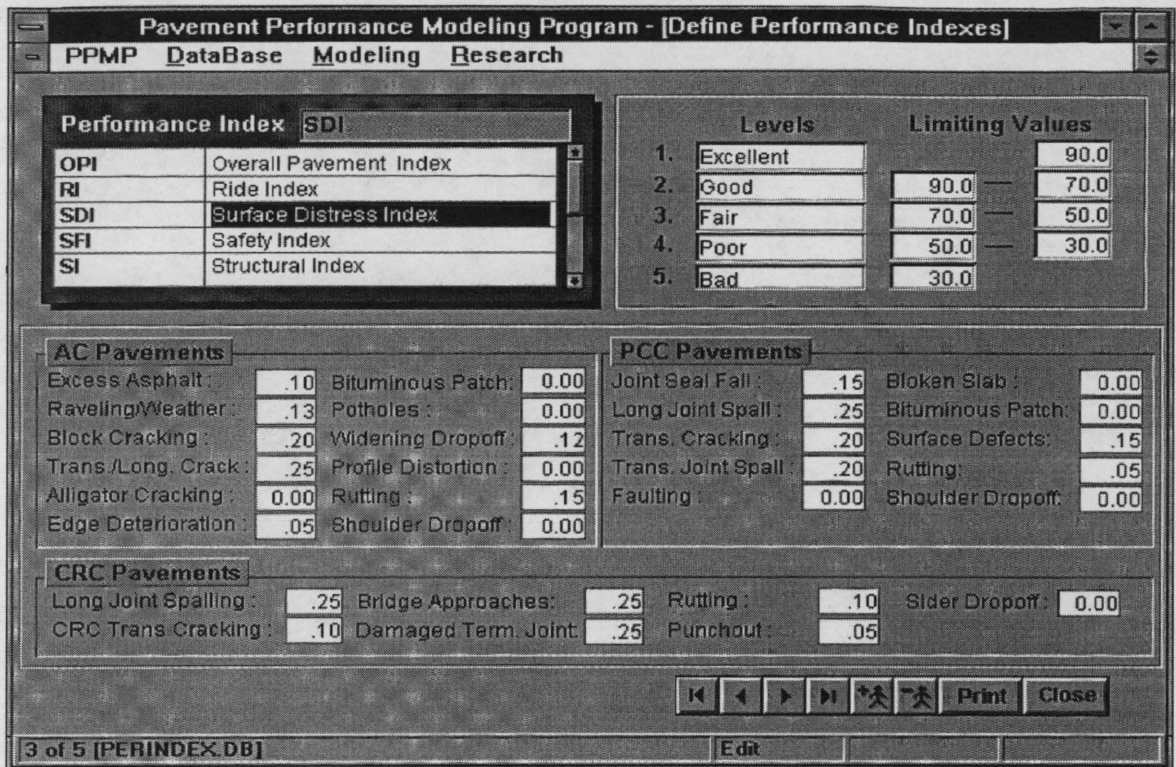 Pavement Performance Modeling Program - [Define Performance Indexes]
PPMP DataBase Modeling Research
Performance Index SDI
OPI Overall Pavement Index
RI Ride Index
SDI Surface Distress Index
SFI Safety Index
SI Structural Index
Levels Limiting Values
1. Excellent 90.0
2. Good 90.0 — 70.0
3. Fair 70.0 — 50.0
4. Poor 50.0 — 30.0
5. Bad 30.0
AC Pavements
Excess Asphalt : .10 Bituminous Patch: 0.00
Raveling/Weather : .13 Potholes : 0.00
Block Cracking : .20 Widening Dropoff : .12
Trans./Long. Crack : .25 Profile Distortion : 0.00
Alligator Cracking : 0.00 Rutting : .15
Edge Deterioration : .05 Shoulder Dropoff : 0.00
PCC Pavements
Joint Seal Fall : .15 Bloken Slab : 0.00
Long Joint Spall : .25 Bituminous Patch: 0.00
Trans. Cracking : .20 Surface Defects: .15
Trans. Joint Spall : .20 Rutting: .05
Faulting : 0.00 Shoulder Dropoff: 0.00
CRC Pavements
Long Joint Spalling : .25 Bridge Approaches: .25 Rutting : .10 Slder Dropoff : 0.00
CRC Trans Cracking : .10 Damaged Term. Joint: .25 Punchout : .05
Print Close
3 of 5 [PERINDEX.DB] Edit